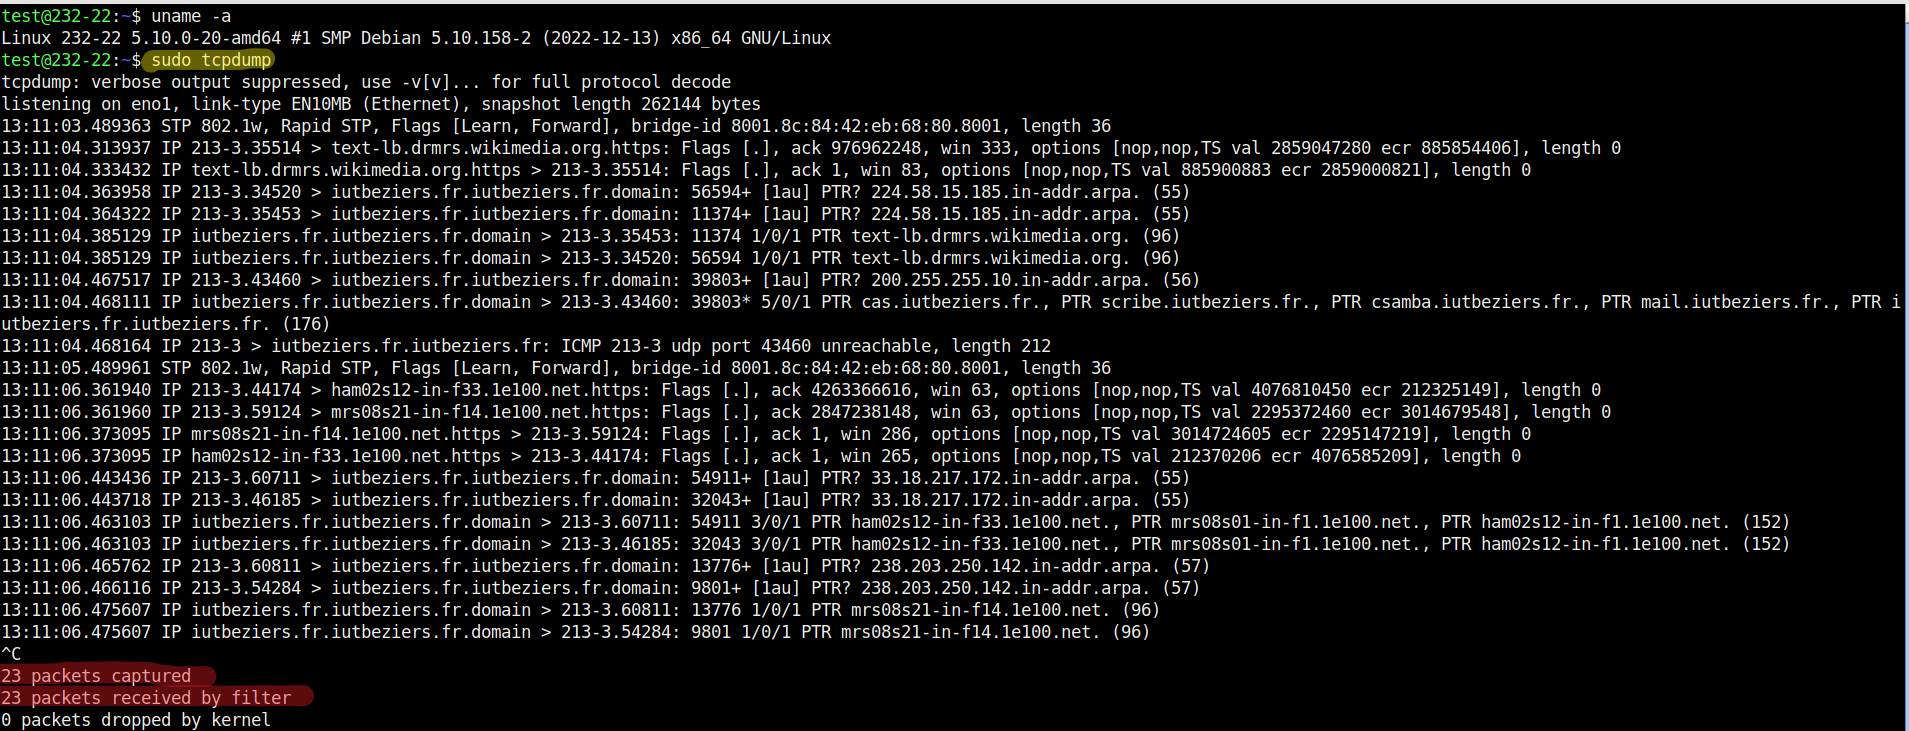 test@232-22:~$ uname -a
Linux 232-22 5.10.0-20-amd64 #1 SMP Debian 5.10.158-2 (2022-12-13) x86_64 GNU/Linux
test@232-22:~$ sudo tcpdump
tcpdump: verbose output suppressed, use -v[v]... for full protocol decode
listening on eno1, link-type EN10MB (Ethernet), snapshot length 262144 bytes
13:11:03.489363 STP 802.1w, Rapid STP, Flags [Learn, Forward], bridge-id 8001.8c:84:42:eb:68:80.8001, length 36
13:11:04.313937 IP 213-3.35514 > text-lb.drmrs.wikimedia.org.https: Flags [.], ack 976962248, win 333, options [nop,nop,TS val 2859047280 ecr 885854406], length 0
13:11:04.333432 IP text-lb.drmrs.wikimedia.org.https > 213-3.35514: Flags [.], ack 1, win 83, options [nop,nop,TS val 885900883 ecr 2859000821], length 0
13:11:04.363958 IP 213-3.34520 > iutbeziers.fr.iutbeziers.fr.domain: 56594+ [1au] PTR? 224.58.15.185.in-addr.arpa. (55)
13:11:04.364322 IP 213-3.35453 > iutbeziers.fr.iutbeziers.fr.domain: 11374+ [1au] PTR? 224.58.15.185.in-addr.arpa. (55)
13:11:04.385129 IP iutbeziers.fr.iutbeziers.fr.domain > 213-3.35453: 11374 1/0/1 PTR text-lb.drmrs.wikimedia.org. (96)
13:11:04.385129 IP iutbeziers.fr.iutbeziers.fr.domain > 213-3.34520: 56594 1/0/1 PTR text-lb.drmrs.wikimedia.org. (96)
13:11:04.467517 IP 213-3.43460 > iutbeziers.fr.iutbeziers.fr.domain: 39803+ [1au] PTR? 200.255.255.10.in-addr.arpa. (56)
13:11:04.468111 IP iutbeziers.fr.iutbeziers.fr.domain > 213-3.43460: 39803* 5/0/1 PTR cas.iutbeziers.fr., PTR scribe.iutbeziers.fr., PTR csamba.iutbeziers.fr., PTR mail.iutbeziers.fr., PTR i
utbeziers.fr.iutbeziers.fr. (176)
13:11:04.468164 IP 213-3 > iutbeziers.fr.iutbeziers.fr: ICMP 213-3 udp port 43460 unreachable, length 212
13:11:05.489961 STP 802.1w, Rapid STP, Flags [Learn, Forward], bridge-id 8001.8c:84:42:eb:68:80.8001, length 36
13:11:06.361940 IP 213-3.44174 > ham02s12-in-f33.1e100.net.https: Flags [.], ack 4263366616, win 63, options [nop,nop,TS val 4076810450 ecr 212325149], length 0
13:11:06.361960 IP 213-3.59124 > mrs08s21-in-f14.1e100.net.https: Flags [.], ack 2847238148, win 63, options [nop,nop,TS val 2295372460 ecr 3014679548], length 0
13:11:06.373095 IP mrs08s21-in-f14.1e100.net.https > 213-3.59124: Flags [.], ack 1, win 286, options [nop,nop,TS val 3014724605 ecr 2295147219], length 0
13:11:06.373095 IP ham02s12-in-f33.1e100.net.https > 213-3.44174: Flags [.], ack 1, win 265, options [nop,nop,TS val 212370206 ecr 4076585209], length 0
13:11:06.443436 IP 213-3.60711 > iutbeziers.fr.iutbeziers.fr.domain: 54911+ [1au] PTR? 33.18.217.172.in-addr.arpa. (55)
13:11:06.443718 IP 213-3.46185 > iutbeziers.fr.iutbeziers.fr.domain: 32043+ [1au] PTR? 33.18.217.172.in-addr.arpa. (55)
13:11:06.463103 IP iutbeziers.fr.iutbeziers.fr.domain > 213-3.60711: 54911 3/0/1 PTR ham02s12-in-f33.1e100.net., PTR mrs08s01-in-f1.1e100.net., PTR ham02s12-in-f1.1e100.net. (152)
13:11:06.463103 IP iutbeziers.fr.iutbeziers.fr.domain > 213-3.46185: 32043 3/0/1 PTR ham02s12-in-f33.1e100.net., PTR mrs08s01-in-f1.1e100.net., PTR ham02s12-in-f1.1e100.net. (152)
13:11:06.465762 IP 213-3.60811 > iutbeziers.fr.iutbeziers.fr.domain: 13776+ [1au] PTR? 238.203.250.142.in-addr.arpa. (57)
13:11:06.466116 IP 213-3.54284 > iutbeziers.fr.iutbeziers.fr.domain: 9801+ [1au] PTR? 238.203.250.142.in-addr.arpa. (57)
13:11:06.475607 IP iutbeziers.fr.iutbeziers.fr.domain > 213-3.60811: 13776 1/0/1 PTR mrs08s21-in-f14.1e100.net. (96)
13:11:06.475607 IP iutbeziers.fr.iutbeziers.fr.domain > 213-3.54284: 9801 1/0/1 PTR mrs08s21-in-f14.1e100.net. (96)
^C
23 packets captured
23 packets received by filter
0 packets dropped by kernel